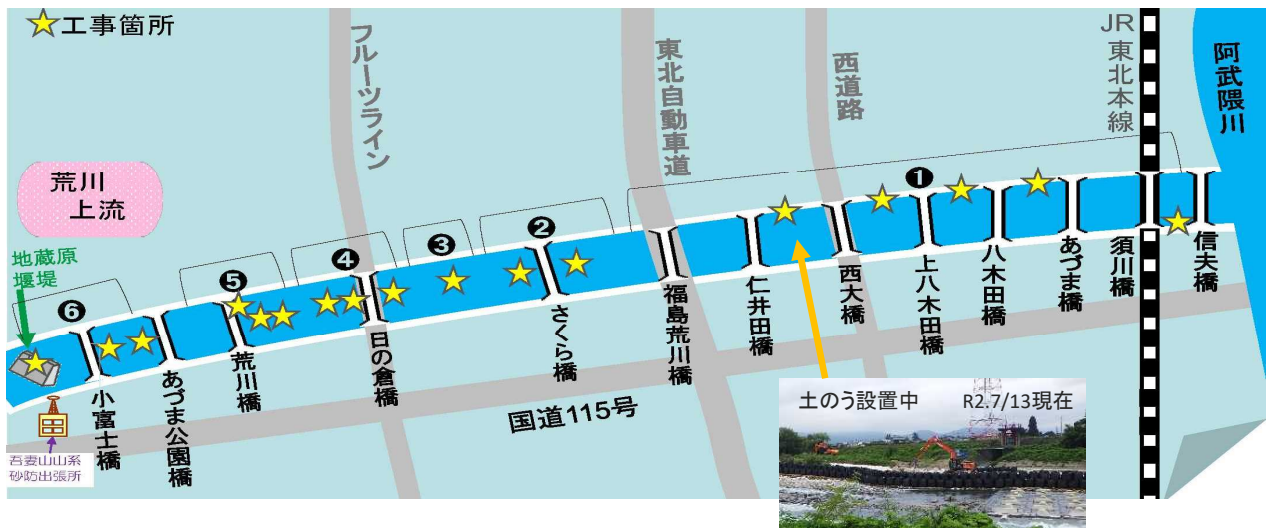 工事箇所
フルーツライン
東北自動車道
西道路
JR東北本線
阿武隈川
荒川
上流
地蔵原
堰堤
❶
❷
❸
❹
❺
❻
信夫橋
須川橋
あづま橋
八木田橋
上八木田橋
西大橋
仁井田橋
福島荒川橋
さくら橋
日の倉橋
荒川橋
あづま公園橋
小富士橋
国道115号
吾妻山山系
砂防出張所
土のう設置中 R2.7/13現在